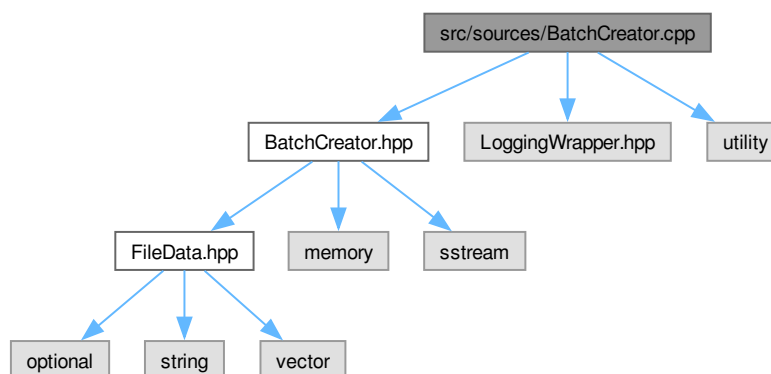 src/sources/BatchCreator.cpp
BatchCreator.hpp
LoggingWrapper.hpp
utility
FileData.hpp
memory
sstream
optional
string
vector